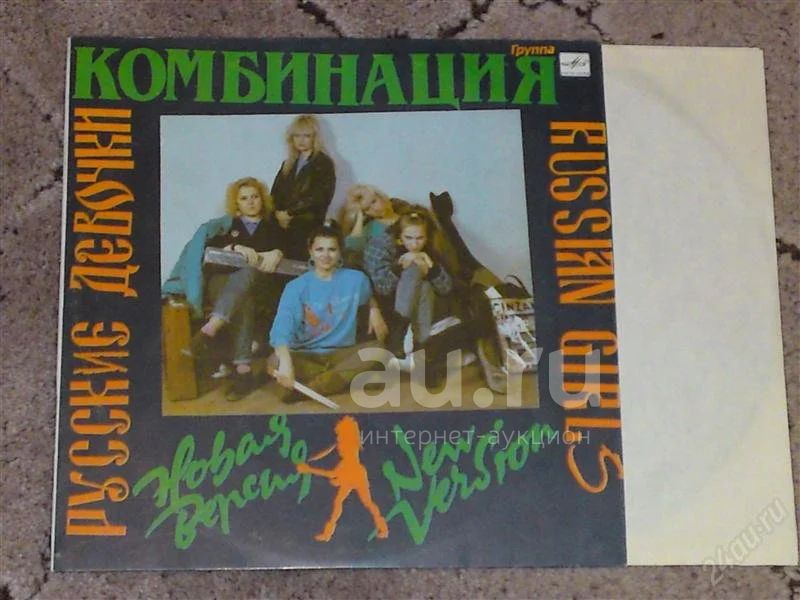 Группа
КОМБИНАЦИЯ
РУССКИЕ ДЕВОЧКИ
RUSSIAN GIRLS
Новая
версия
New
Version
au.ru
интернет-аукцион
24au.ru